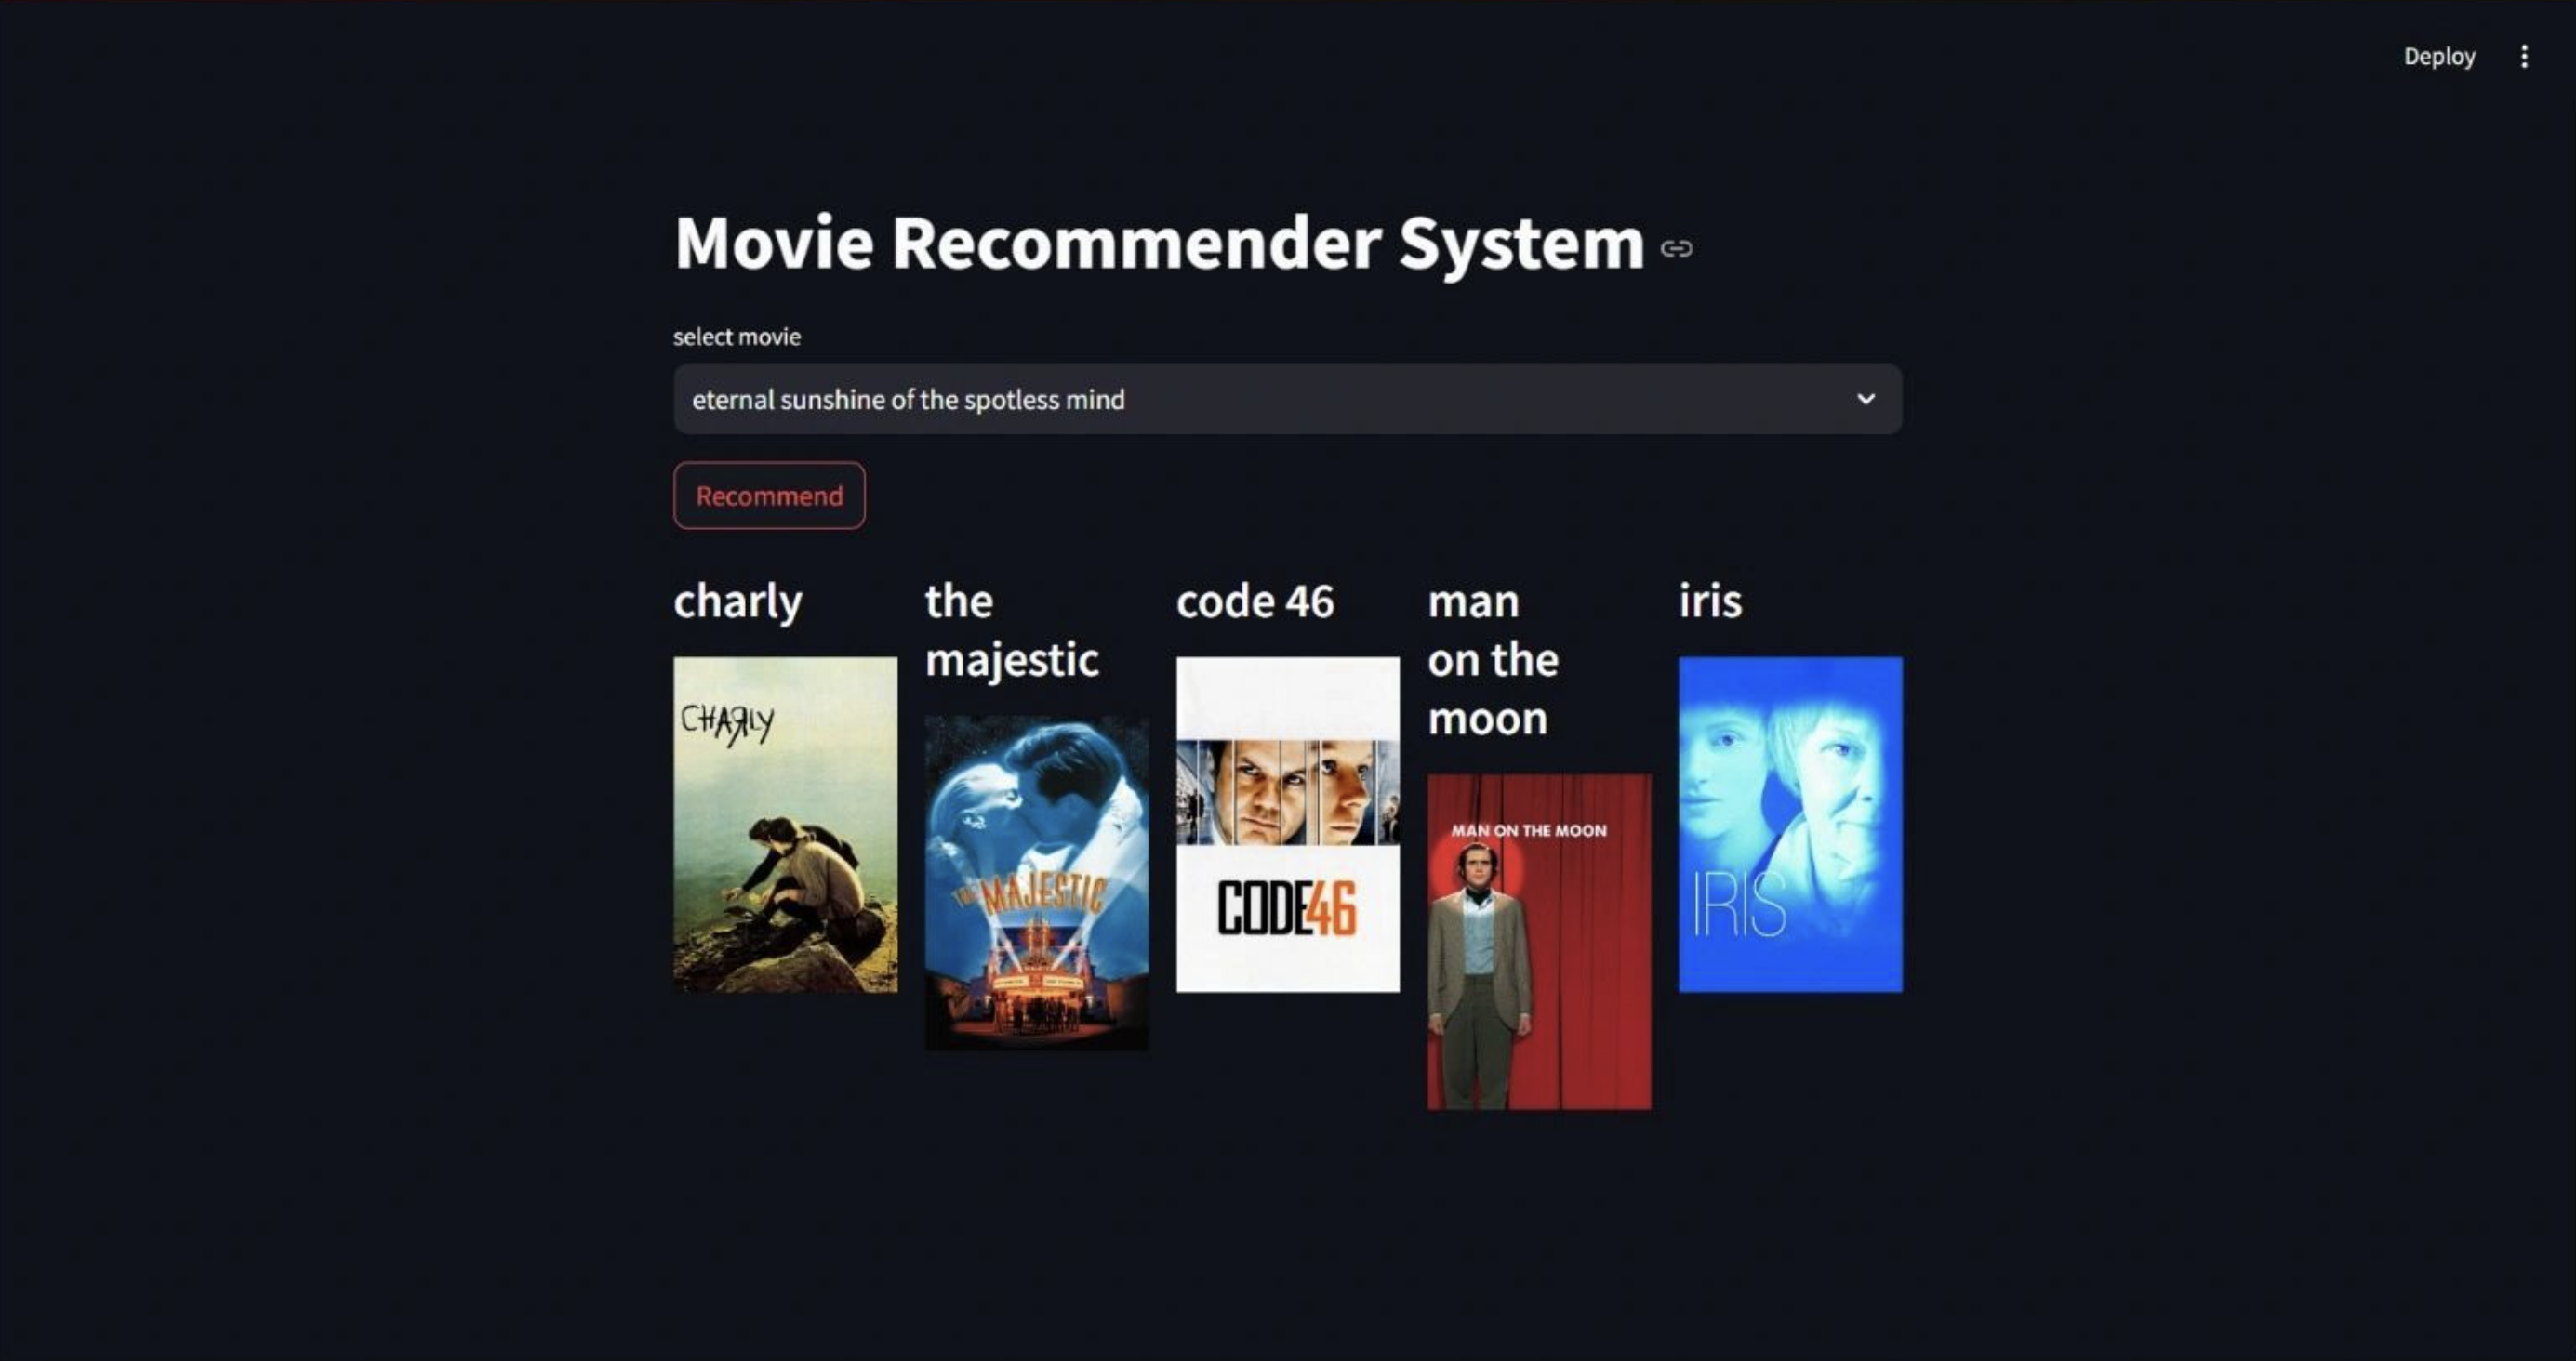 Deploy
Movie Recommender System
select movie
eternal sunshine of the spotless mind
Recommend
charly
the
majestic
code 46
man
on the
moon
iris
CHARLY
THE MAJESTIC
CODE46
MAN ON THE MOON
IRIS